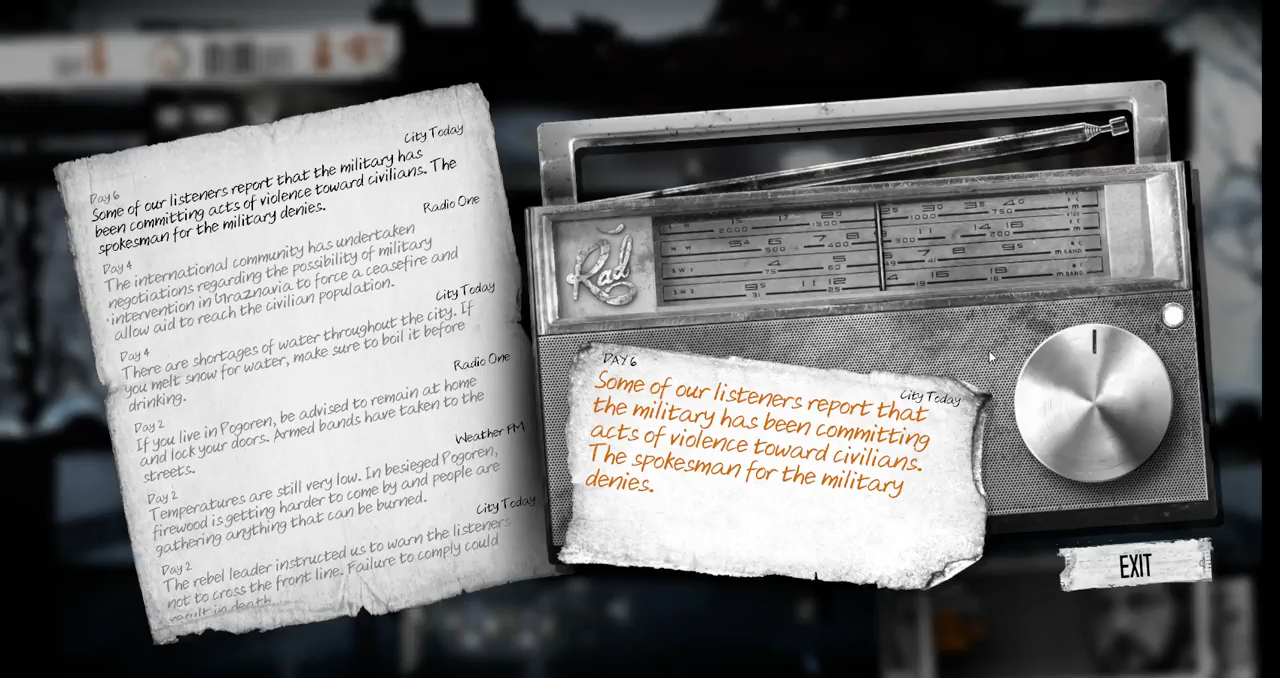 City Today
Day 6
Some of our listeners report that the military has
been committing acts of violence toward civilians. The
spokesman for the military denies.
Radio One
Day 4
The international community has undertaken
negotiations regarding the possibility of military
intervention in Graznavia to force a ceasefire and
allow aid to reach the civilian population.
City Today
Day 4
There are shortages of water throughout the city. If
you melt snow for water, make sure to boil it before
drinking.
Radio One
Day 2
If you live in Pogoren, be advised to remain at home
and lock your doors. Armed bands have taken to the
streets.
Weather FM
Day 2
Temperatures are still very low. In besieged Pogoren,
firewood is getting harder to come by and people are
gathering anything that can be burned.
City Today
Day 2
The rebel leader instructed us to warn the listeners
not to cross the front line. Failure to comply could
result in death.
Rad
DAY 6
City Today
Some of our listeners report that
the military has been committing
acts of violence toward civilians.
The spokesman for the military
denies.
EXIT